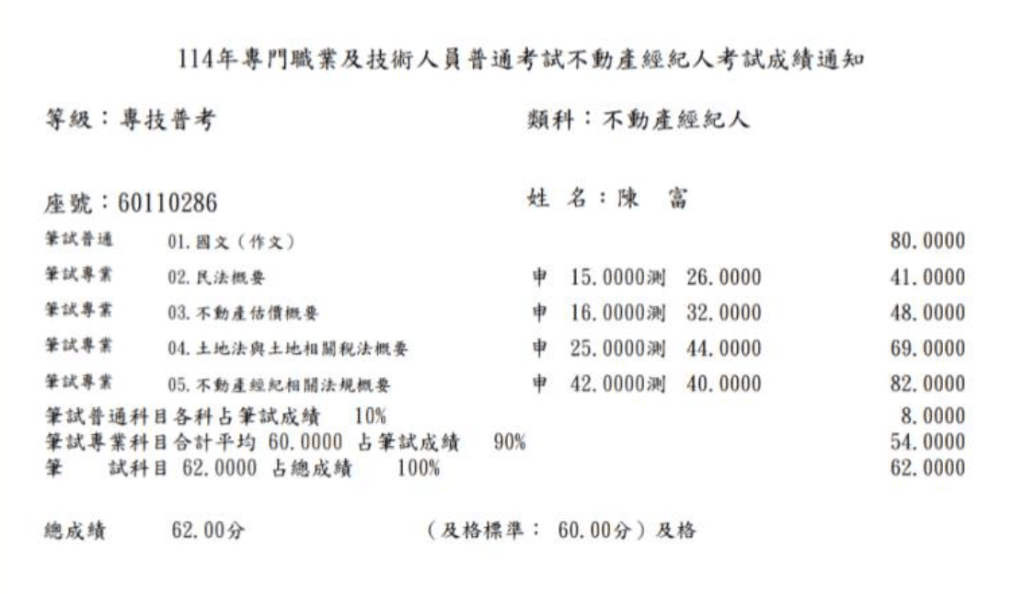 114年專門職業及技術人員普通考試不動產經紀人考試成績通知
等級：專技普考 類科：不動產經紀人
座號：60110286 姓 名：陳 富
筆試普通 01.國文（作文） 80.0000
筆試專業 02.民法概要 申 15.0000測 26.0000 41.0000
筆試專業 03.不動產估價概要 申 16.0000測 32.0000 48.0000
筆試專業 04.土地法與土地相關稅法概要 申 25.0000測 44.0000 69.0000
筆試專業 05.不動產經紀相關法規概要 申 42.0000測 40.0000 82.0000
筆試普通科目各科占筆試成績 10% 8.0000
筆試專業科目合計平均 60.0000 占筆試成績 90% 54.0000
筆 試科目 62.0000 占總成績 100% 62.0000
總成績 62.00分 （及格標準： 60.00分）及格